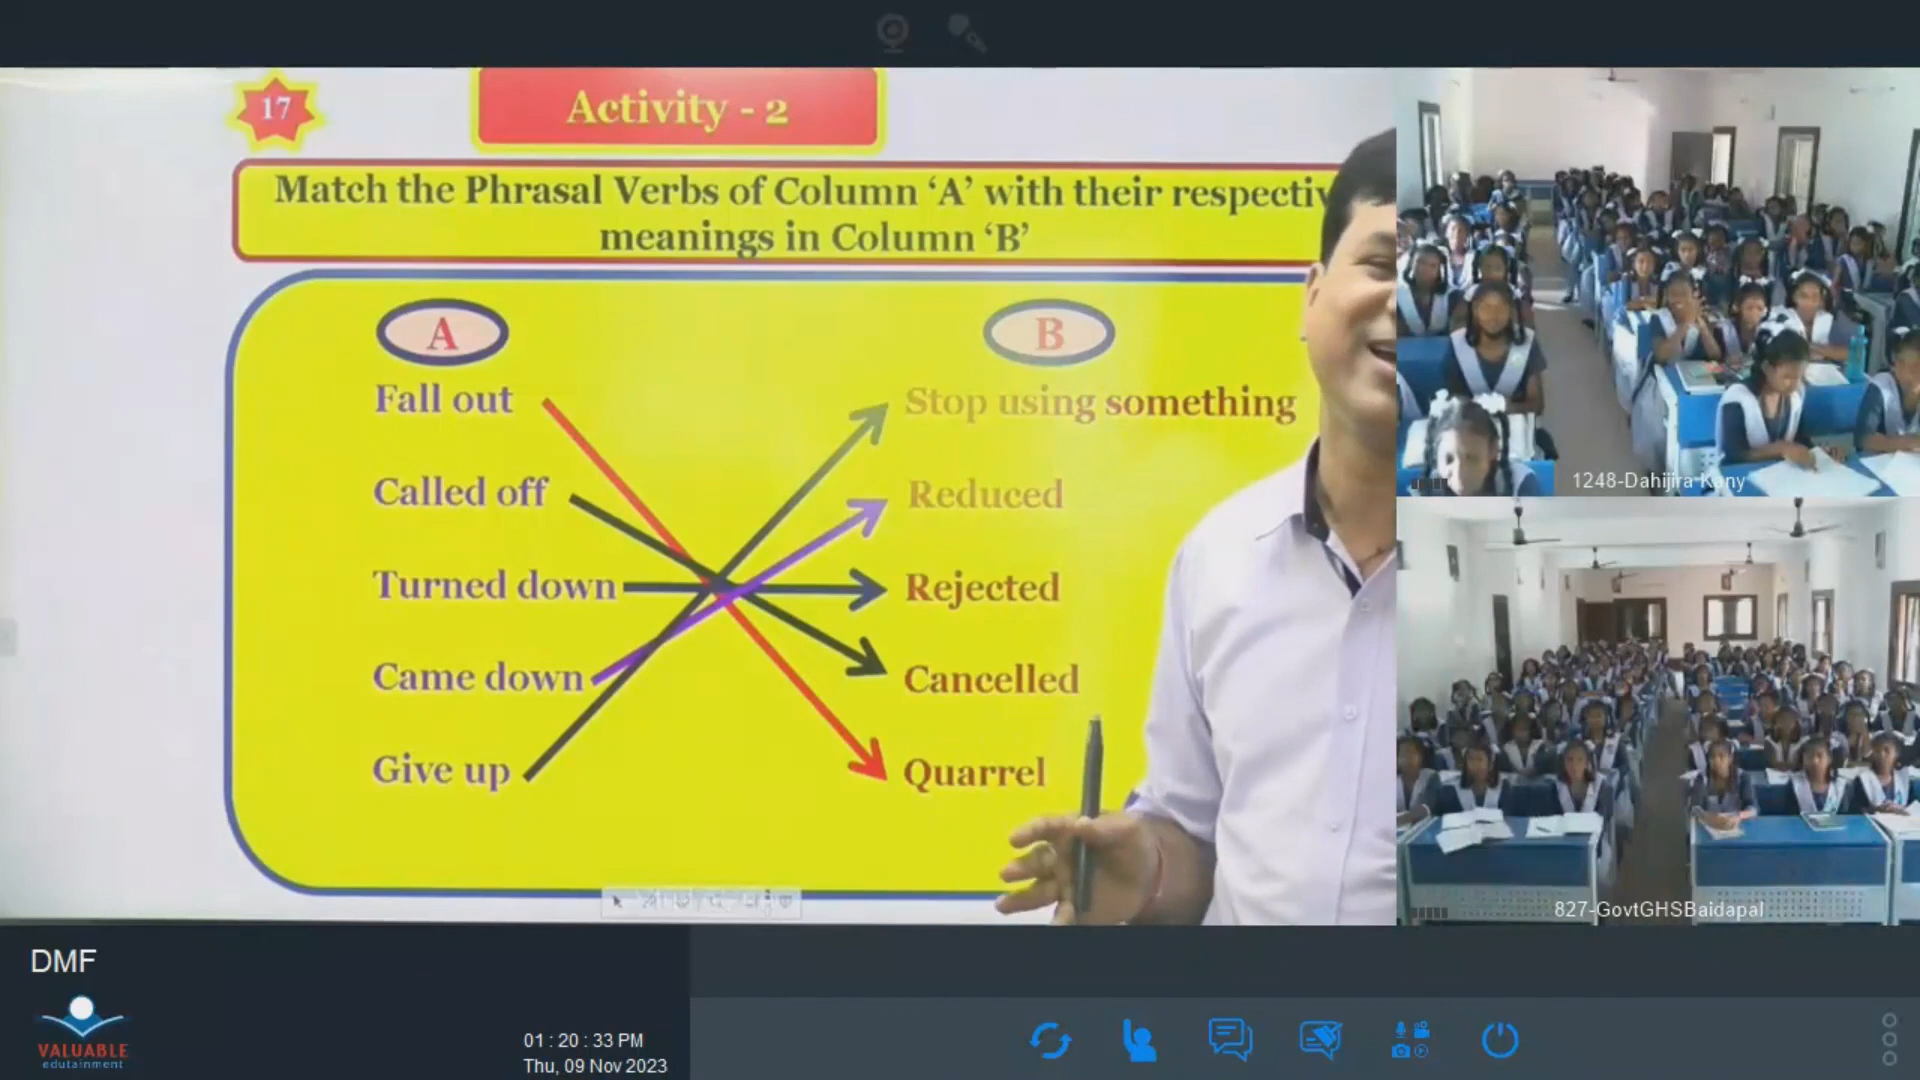 17
Activity - 2
Match the Phrasal Verbs of Column ‘A’ with their respectiv
meanings in Column ‘B’
A
B
Fall out
Stop using something
Called off
Reduced
Turned down
Rejected
Came down
Cancelled
Give up
Quarrel
1248-Dahijira Kany
827-GovtGHSBaidapal
DMF
VALUABLE
edutainment
01 : 20 : 33 PM
Thu, 09 Nov 2023